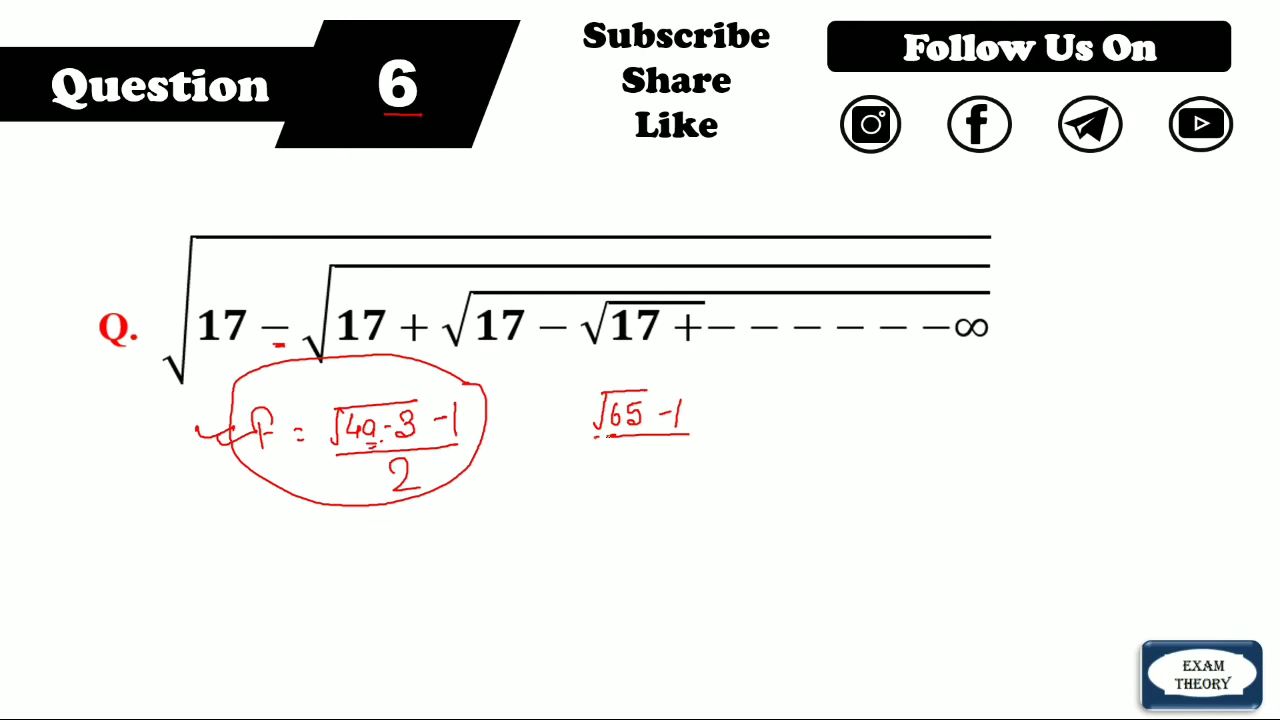 Question 6
Subscribe
Share
Like
Follow Us On
Q. √17 − √17 + √17 − √17 + − − − − − − ∞
P = √4a-3 -1 / 2
√65 -1
EXAM
THEORY